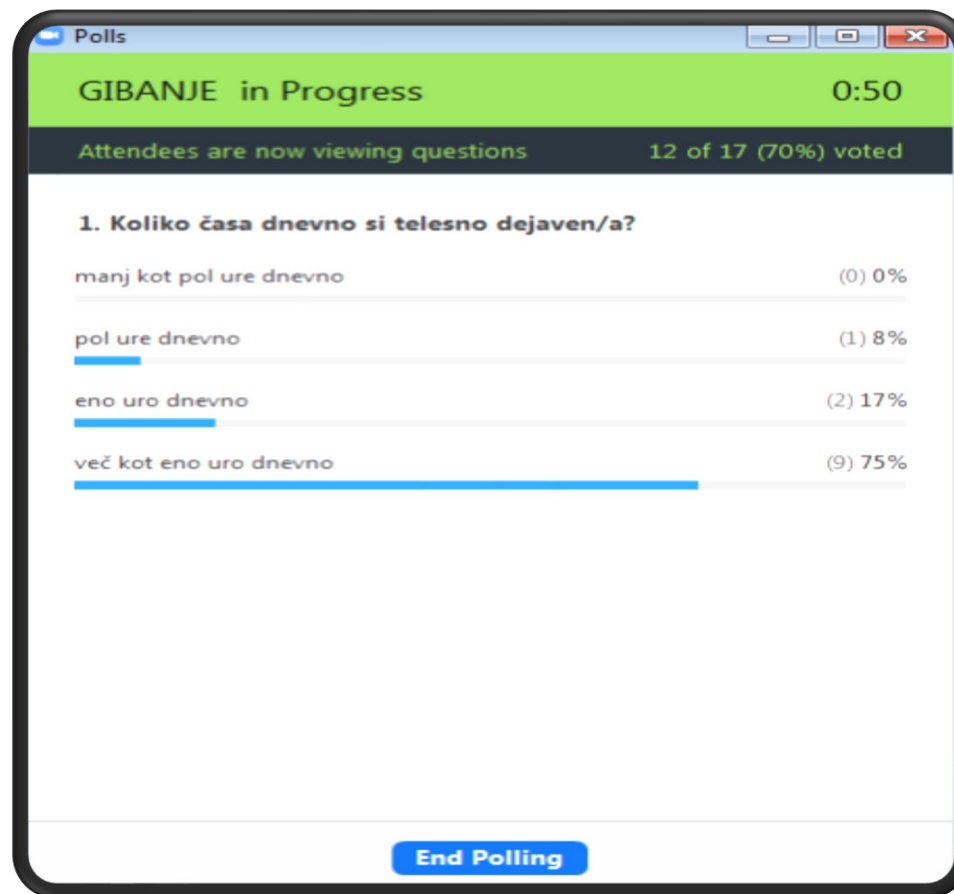 Polls
GIBANJE in Progress 0:50
Attendees are now viewing questions 12 of 17 (70%) voted
1. Koliko časa dnevno si telesno dejaven/a?
manj kot pol ure dnevno (0) 0%
pol ure dnevno (1) 8%
eno uro dnevno (2) 17%
več kot eno uro dnevno (9) 75%
End Polling